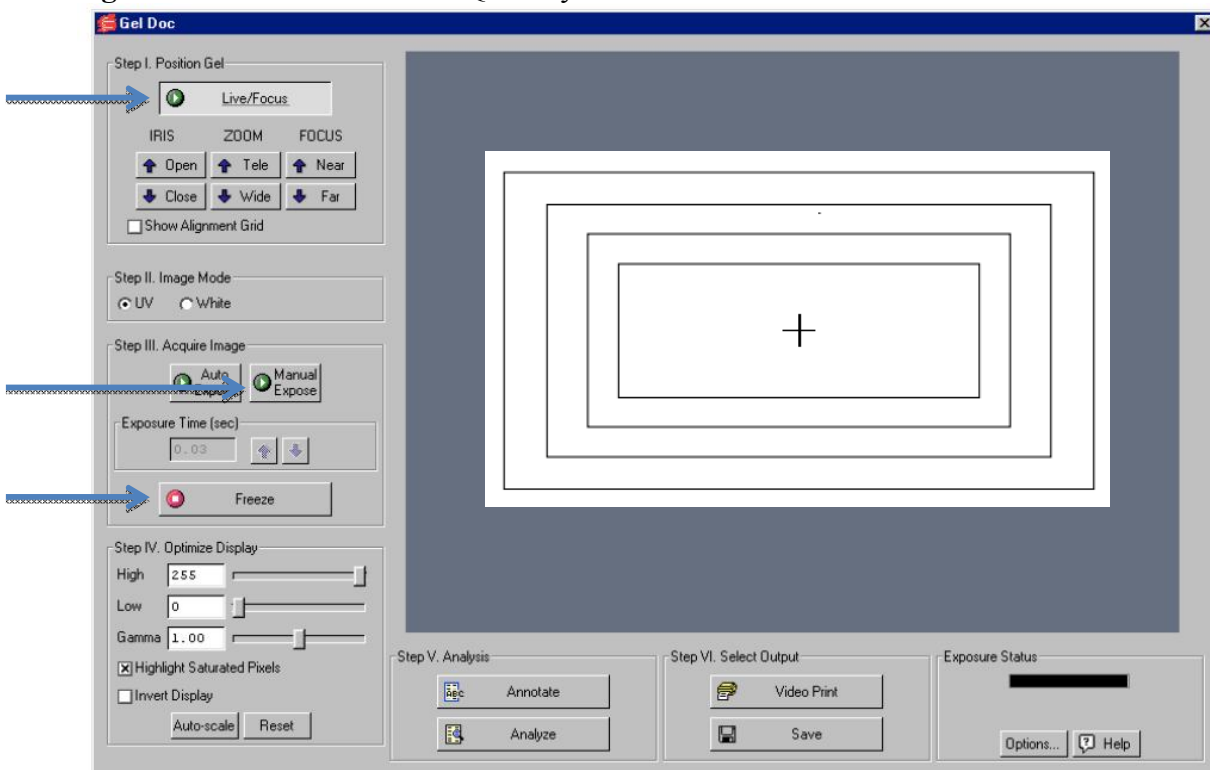 Gel Doc
Step I. Position Gel
Live/Focus
IRIS ZOOM FOCUS
Open Tele Near
Close Wide Far
Show Alignment Grid
Step II. Image Mode
UV White
Step III. Acquire Image
Auto
Manual Expose
Exposure Time (sec)
0.03
Freeze
Step IV. Optimize Display
High 255
Low 0
Gamma 1.00
Highlight Saturated Pixels
Invert Display
Auto-scale Reset
Step V. Analysis
Annotate
Analyze
Step VI. Select Output
Video Print
Save
Exposure Status
Options... Help